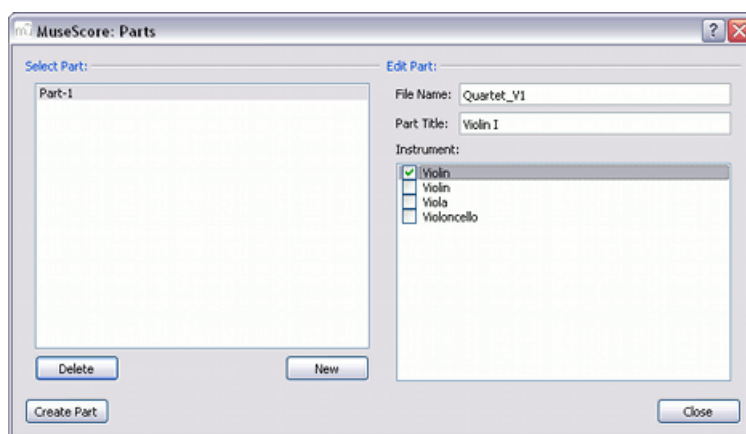 MuseScore: Parts
Select Part:
Part-1
Delete
New
Create Part
Edit Part:
File Name: Quartet_V1
Part Title: Violin I
Instrument:
Violin
Violin
Viola
Violoncello
Close